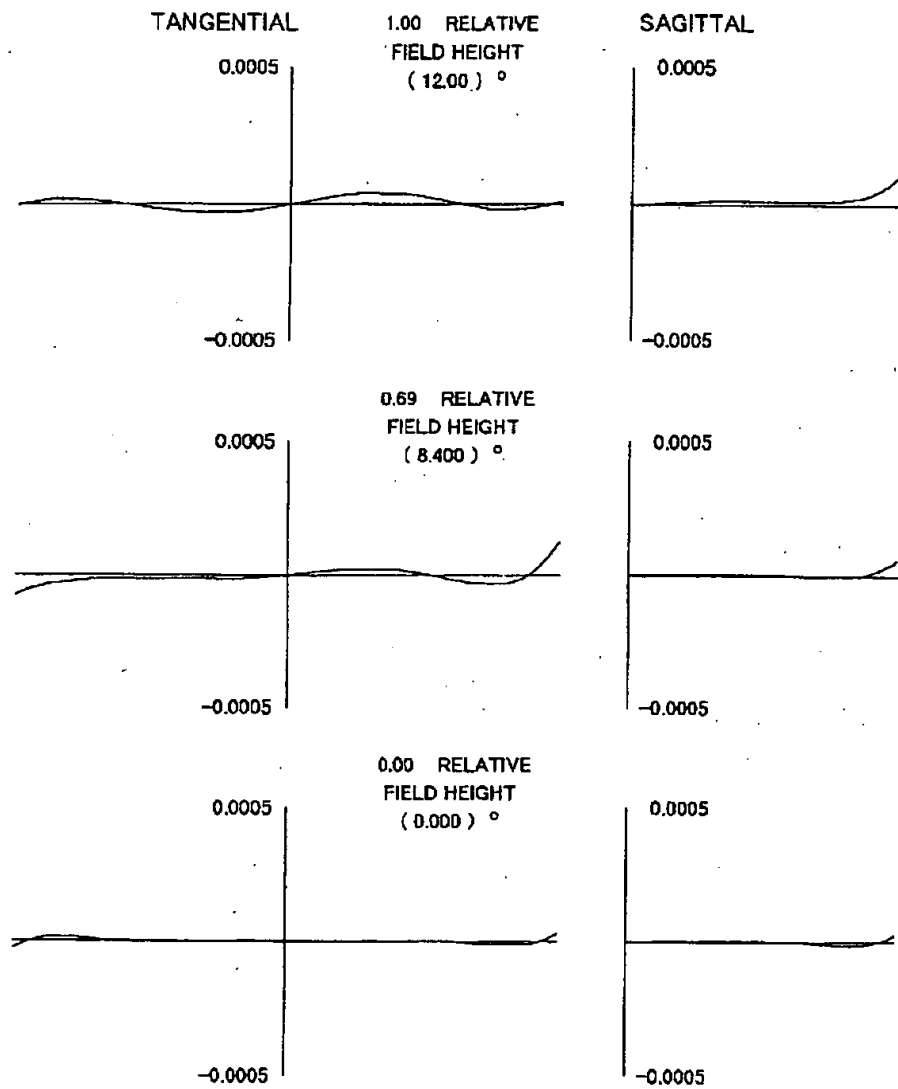 TANGENTIAL
1.00 RELATIVE
FIELD HEIGHT
( 12.00 ) °
SAGITTAL
0.0005
0.0005
-0.0005
-0.0005
0.69 RELATIVE
FIELD HEIGHT
( 8.400 ) °
0.0005
0.0005
-0.0005
-0.0005
0.00 RELATIVE
FIELD HEIGHT
( 0.000 ) °
0.0005
0.0005
-0.0005
-0.0005